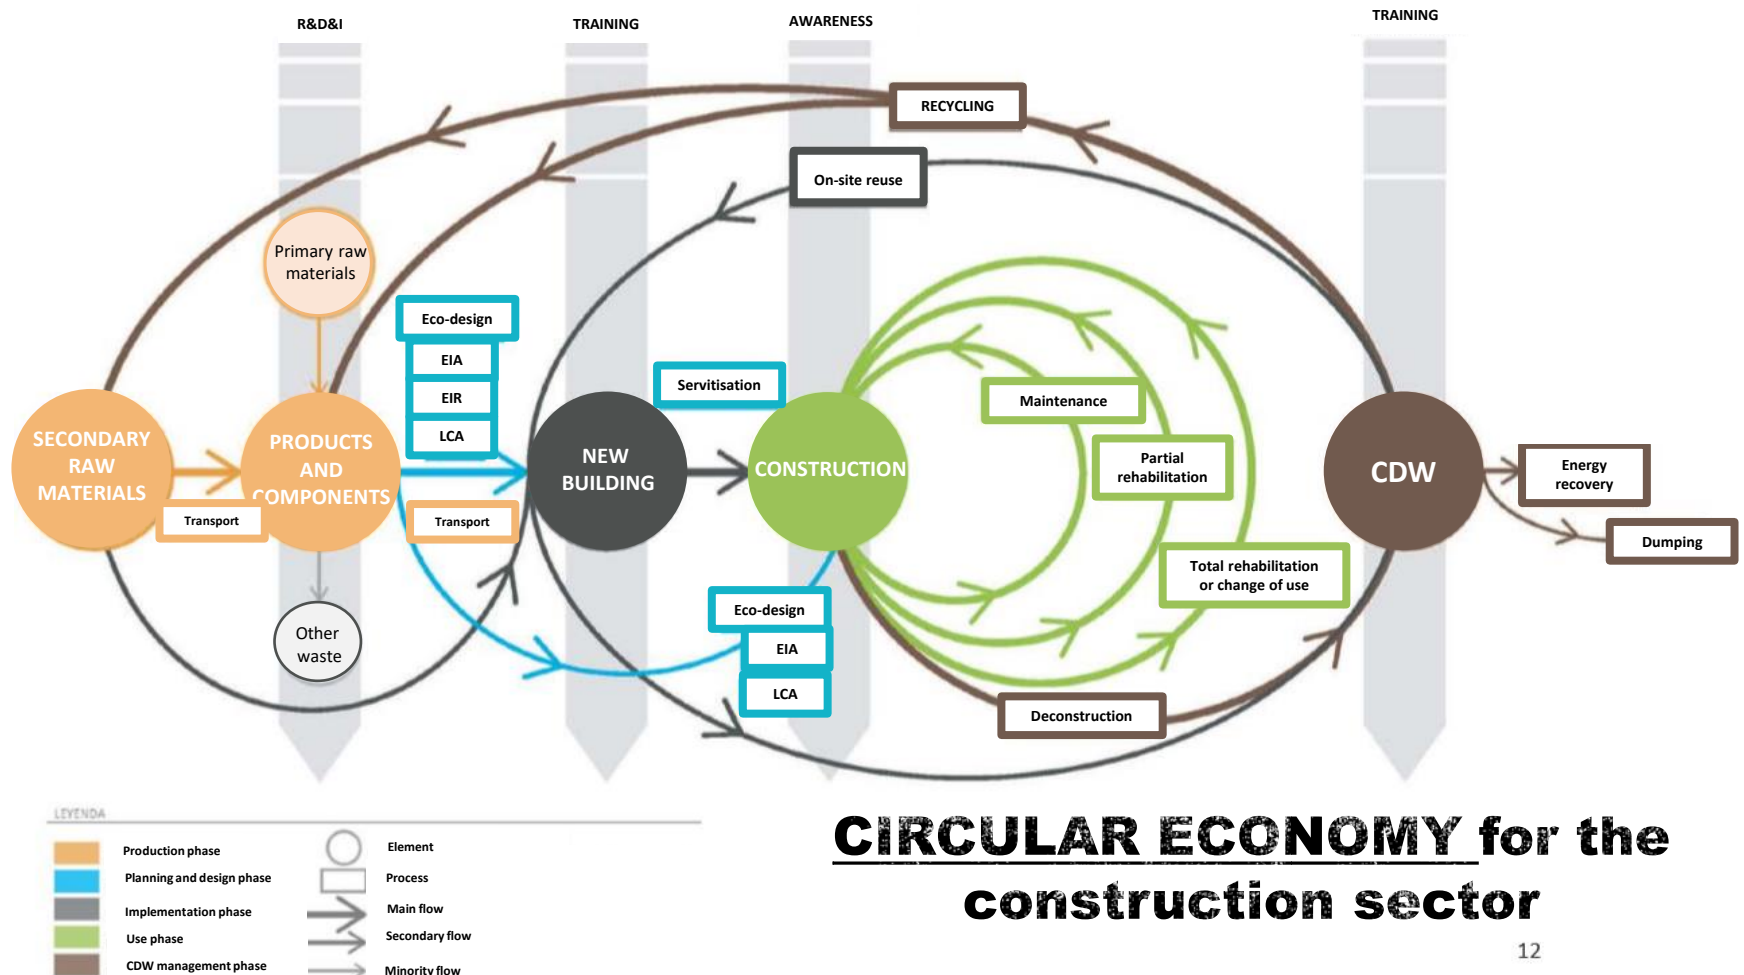 R&D&I
TRAINING
AWARENESS
TRAINING
RECYCLING
On-site reuse
Primary raw
materials
Eco-design
EIA
EIR
LCA
Servitisation
Maintenance
SECONDARY
RAW
MATERIALS
PRODUCTS
AND
COMPONENTS
NEW
BUILDING
CONSTRUCTION
Partial
rehabilitation
CDW
Energy
recovery
Transport
Transport
Dumping
Total rehabilitation
or change of use
Other
waste
Eco-design
EIA
LCA
Deconstruction
LEYENDA
Production phase
Planning and design phase
Implementation phase
Use phase
CDW management phase
Element
Process
Main flow
Secondary flow
Minority flow
CIRCULAR ECONOMY for the
construction sector
12